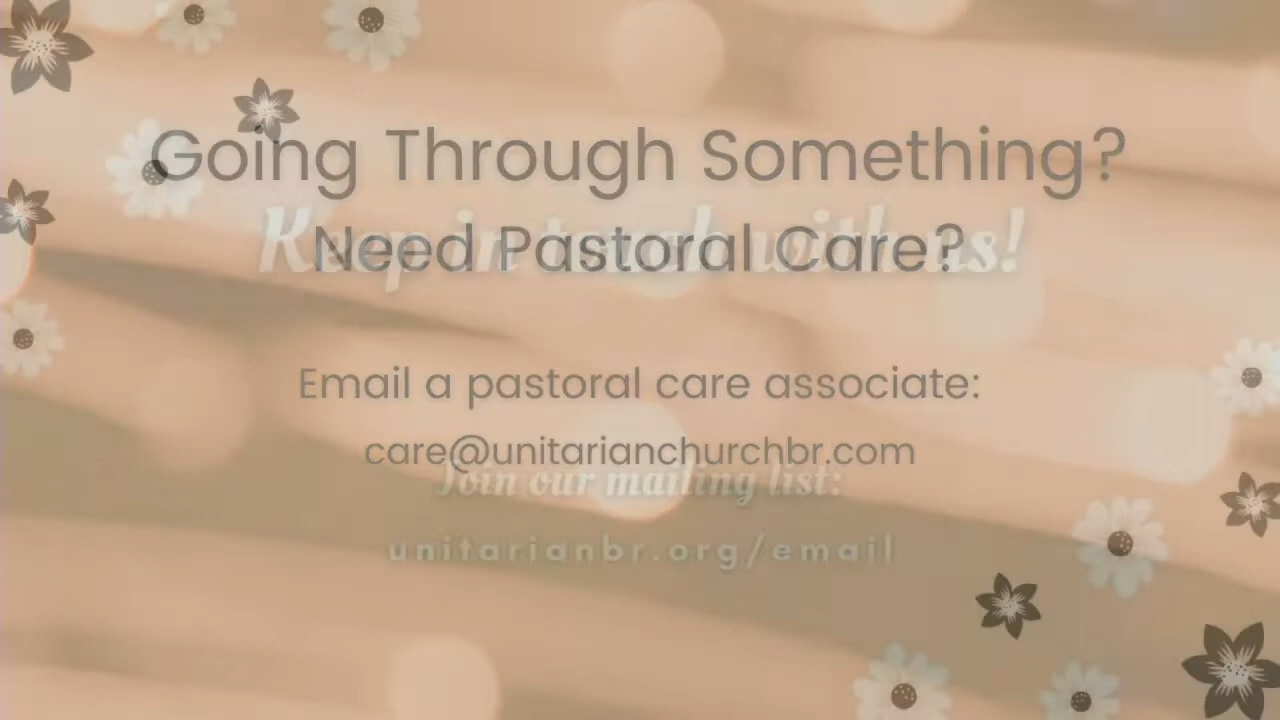 Going Through Something?
Keep in touch with us!
Need Pastoral Care?
Email a pastoral care associate:
care@unitarianchurchbr.com
Join our mailing list:
unitarianbr.org/email